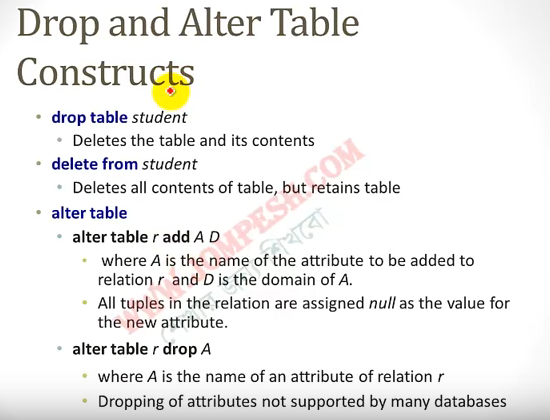 Drop and Alter Table
Constructs
• drop table student
• Deletes the table and its contents
• delete from student
• Deletes all contents of table, but retains table
• alter table
• alter table r add A D
• where A is the name of the attribute to be added to
relation r and D is the domain of A.
• All tuples in the relation are assigned null as the value for
the new attribute.
• alter table r drop A
• where A is the name of an attribute of relation r
• Dropping of attributes not supported by many databases
WWW.JOMPESH.COM
শেখার জন্য শিখবো